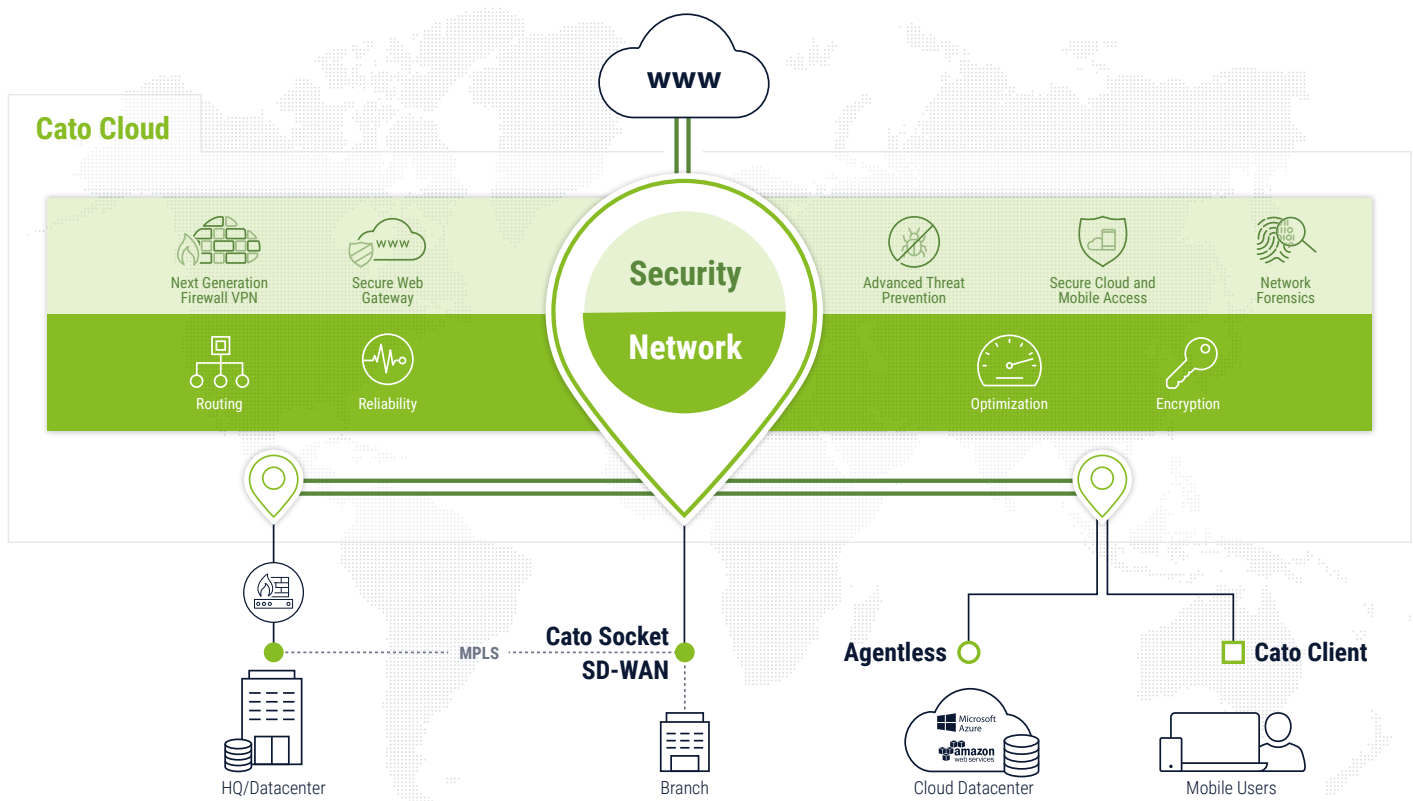 www
Cato Cloud
Next Generation
Firewall VPN
www
Secure Web
Gateway
Security
Advanced Threat
Prevention
Secure Cloud and
Mobile Access
110
0101
Network
Forensics
Network
Routing
Reliability
Optimization
Encryption
MPLS
Cato Socket
SD-WAN
Agentless
Cato Client
Microsoft
Azure
amazon
web services
HQ/Datacenter
Branch
Cloud Datacenter
Mobile Users